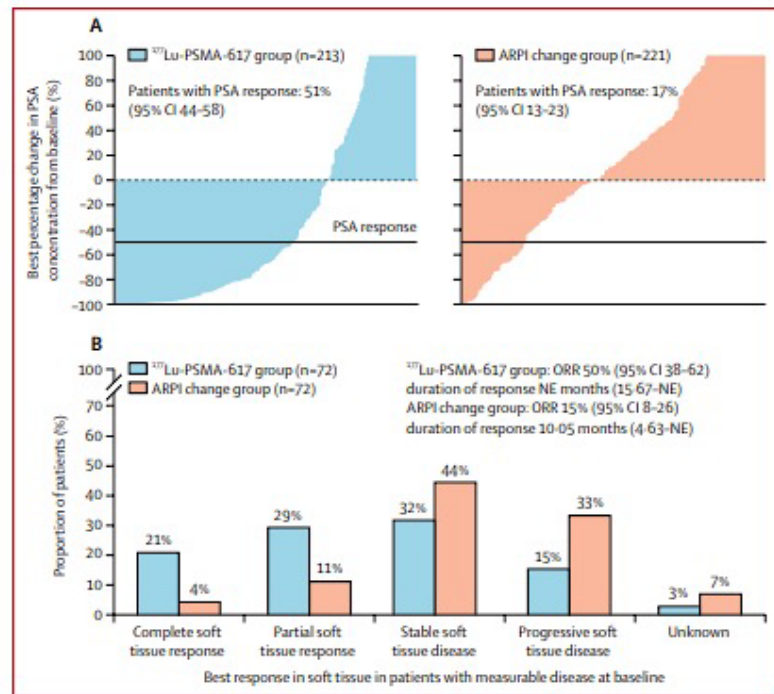 A
¹⁷⁷Lu-PSMA-617 group (n=213)
Patients with PSA response: 51%
(95% CI 44–58)
ARPI change group (n=221)
Patients with PSA response: 17%
(95% CI 13–23)
Best percentage change in PSA
concentration from baseline (%)
100
80
60
40
20
0
−20
−40
−60
−80
−100
PSA response
B
¹⁷⁷Lu-PSMA-617 group (n=72)
ARPI change group (n=72)
¹⁷⁷Lu-PSMA-617 group: ORR 50% (95% CI 38–62)
duration of response NE months (15·67–NE)
ARPI change group: ORR 15% (95% CI 8–26)
duration of response 10·05 months (4·63–NE)
Proportion of patients (%)
100
70
60
50
40
30
20
10
0
21%
4%
29%
11%
32%
44%
15%
33%
3%
7%
Complete soft
tissue response
Partial soft
tissue response
Stable soft
tissue disease
Progressive soft
tissue disease
Unknown
Best response in soft tissue in patients with measurable disease at baseline